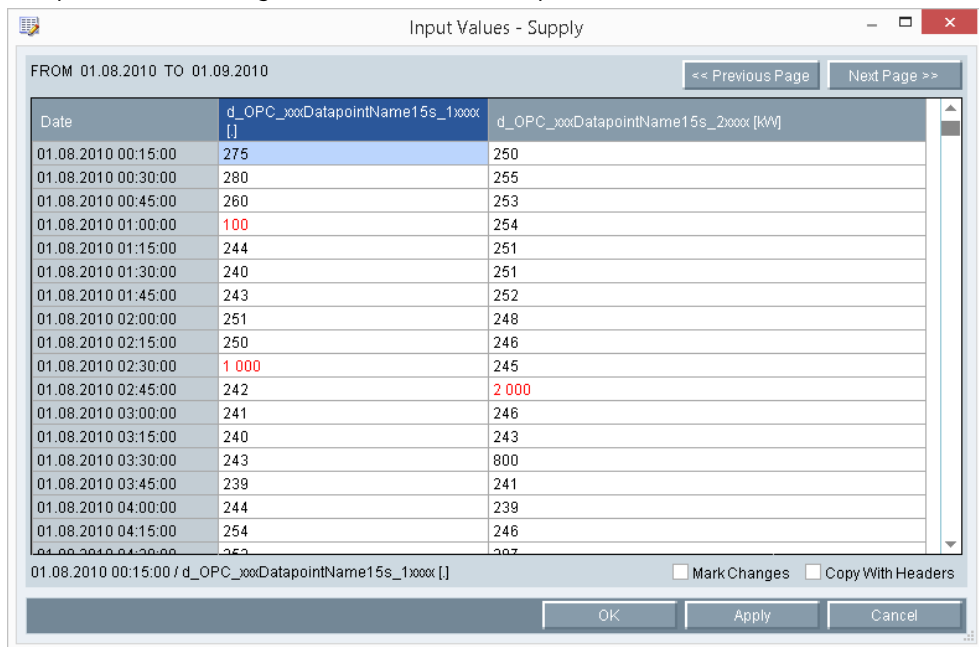 Input Values - Supply
FROM 01.08.2010 TO 01.09.2010
<< Previous Page Next Page >>
Date d_OPC_xxxDatapointName15s_1xxxx [.] d_OPC_xxxDatapointName15s_2xxxx [kW]
01.08.2010 00:15:00 275 250
01.08.2010 00:30:00 280 255
01.08.2010 00:45:00 260 253
01.08.2010 01:00:00 100 254
01.08.2010 01:15:00 244 251
01.08.2010 01:30:00 240 251
01.08.2010 01:45:00 243 252
01.08.2010 02:00:00 251 248
01.08.2010 02:15:00 250 246
01.08.2010 02:30:00 1 000 245
01.08.2010 02:45:00 242 2 000
01.08.2010 03:00:00 241 246
01.08.2010 03:15:00 240 243
01.08.2010 03:30:00 243 800
01.08.2010 03:45:00 239 241
01.08.2010 04:00:00 244 239
01.08.2010 04:15:00 254 246
01.08.2010 00:15:00 / d_OPC_xxxDatapointName15s_1xxxx [.] Mark Changes Copy With Headers
OK Apply Cancel